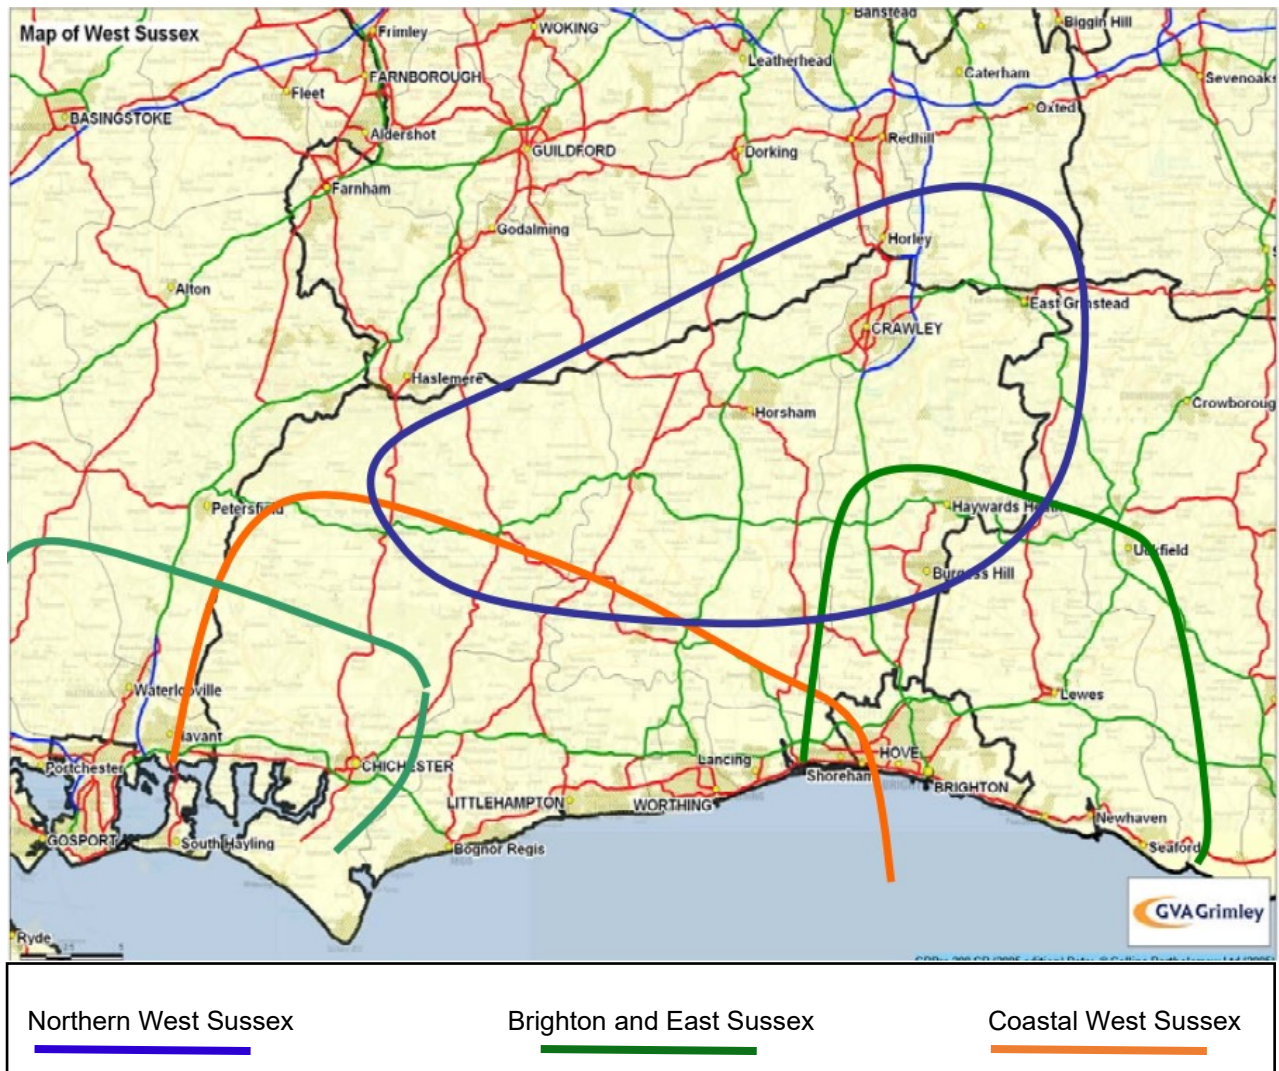 Map of West Sussex
Frimley
WOKING
Banstead
Biggin Hill
Leatherhead
FARNBOROUGH
Fleet
Caterham
Sevenoaks
BASINGSTOKE
Oxted
Aldershot
GUILDFORD
Dorking
Redhill
Farnham
Godalming
Horley
Alton
East Grinstead
CRAWLEY
Haslemere
Horsham
Crowboroug
Petersfield
Haywards
Uckfield
Burgess Hill
Waterlooville
Lewes
Havant
Portchester
CHICHESTER
Lancing
HOVE
Shoreham
BRIGHTON
LITTLEHAMPTON
WORTHING
Newhaven
GOSPORT
South Hayling
Bognor Regis
Seaford
GVA Grimley
Ryde
Northern West Sussex
Brighton and East Sussex
Coastal West Sussex